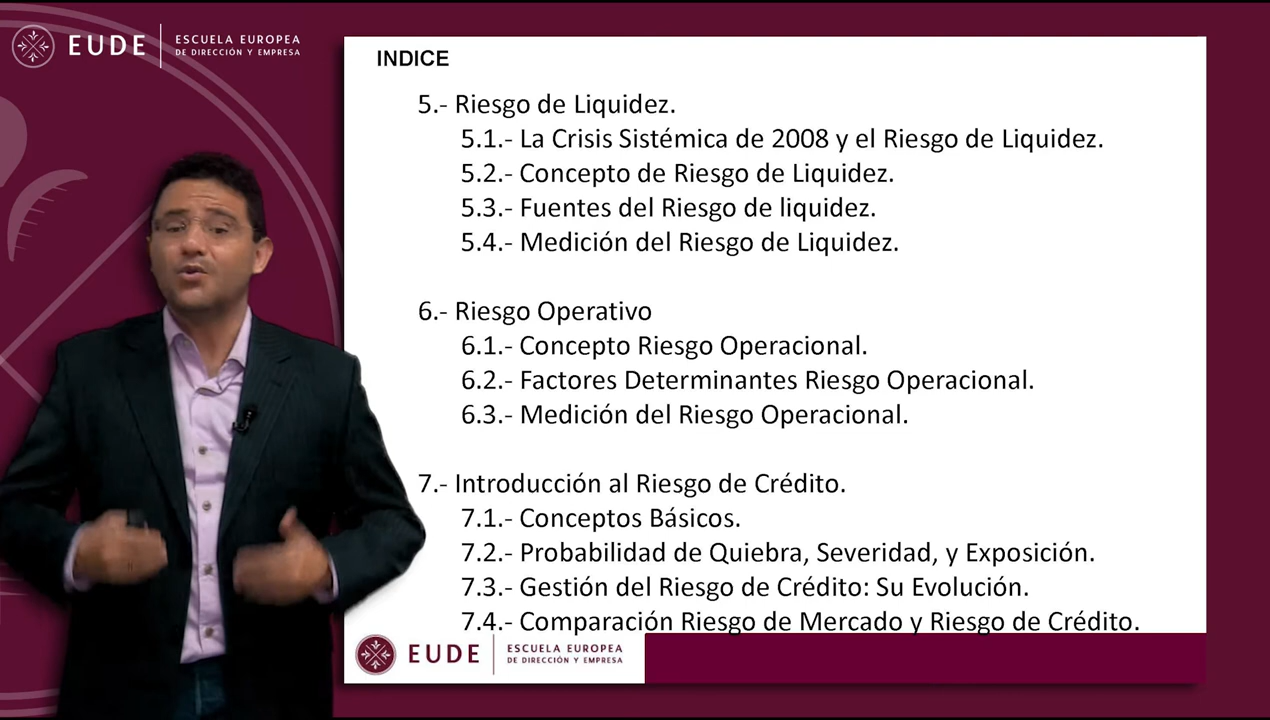 EUDE
ESCUELA EUROPEA
DE DIRECCIÓN Y EMPRESA
INDICE
5.- Riesgo de Liquidez.
5.1.- La Crisis Sistémica de 2008 y el Riesgo de Liquidez.
5.2.- Concepto de Riesgo de Liquidez.
5.3.- Fuentes del Riesgo de liquidez.
5.4.- Medición del Riesgo de Liquidez.
6.- Riesgo Operativo
6.1.- Concepto Riesgo Operacional.
6.2.- Factores Determinantes Riesgo Operacional.
6.3.- Medición del Riesgo Operacional.
7.- Introducción al Riesgo de Crédito.
7.1.- Conceptos Básicos.
7.2.- Probabilidad de Quiebra, Severidad, y Exposición.
7.3.- Gestión del Riesgo de Crédito: Su Evolución.
7.4.- Comparación Riesgo de Mercado y Riesgo de Crédito.
EUDE
ESCUELA EUROPEA
DE DIRECCIÓN Y EMPRESA